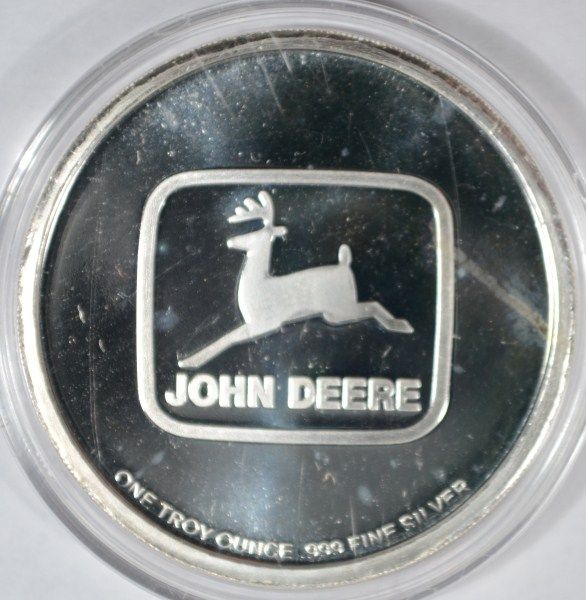 JOHN DEERE
ONE TROY OUNCE .999 FINE SILVER